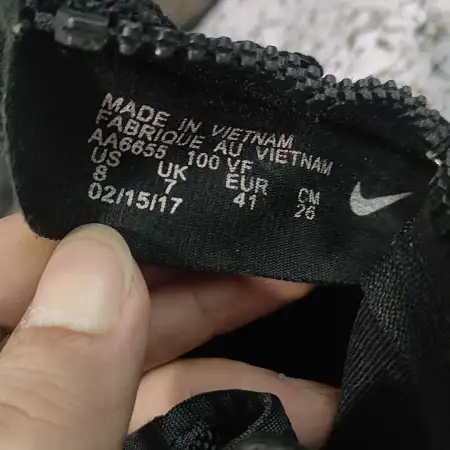 MADE IN VIETNAM
FABRIQUE AU VIETNAM
AA6655 100 VF
US UK EUR CM
8 7 41 26
02/15/17